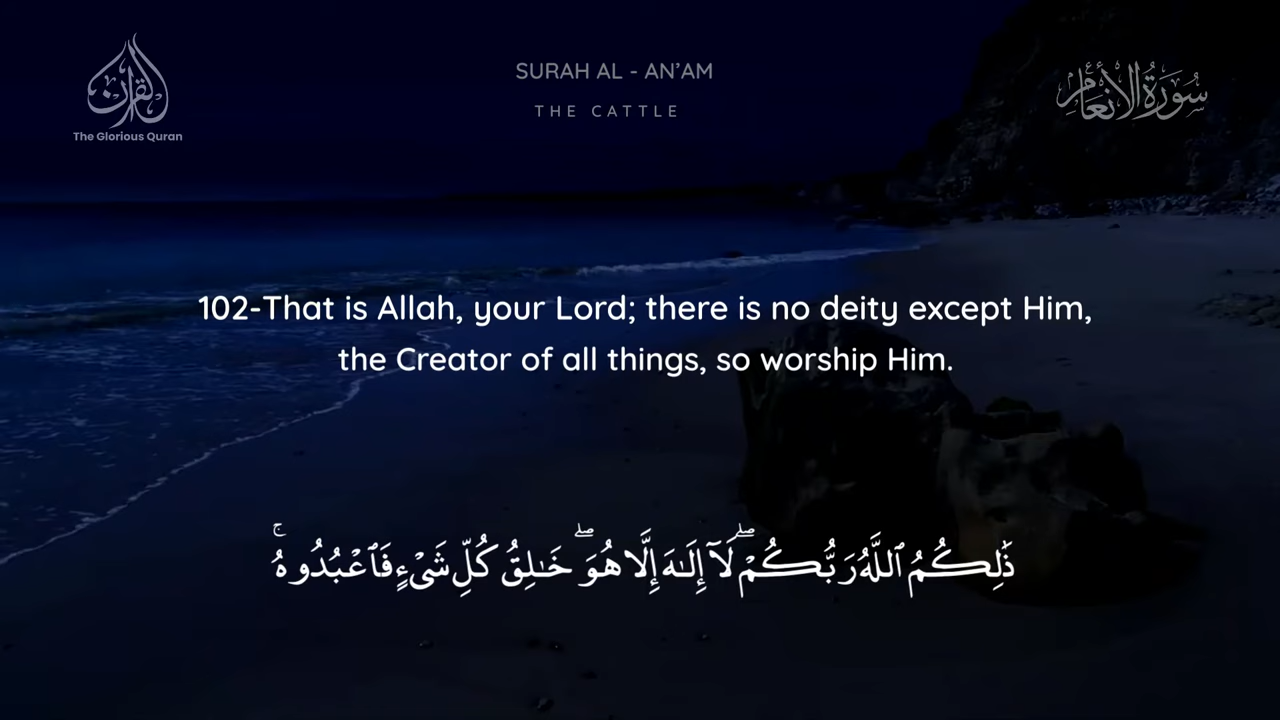 القرآن
The Glorious Quran
SURAH AL - AN’AM
THE CATTLE
سُورَةُ الأَنْعَام
102-That is Allah, your Lord; there is no deity except Him,
the Creator of all things, so worship Him.
ذَٰلِكُمُ ٱللَّهُ رَبُّكُمْ ۖ لَآ إِلَـٰهَ إِلَّا هُوَ ۖ خَـٰلِقُ كُلِّ شَىْءٍ فَٱعْبُدُوهُ ۚ